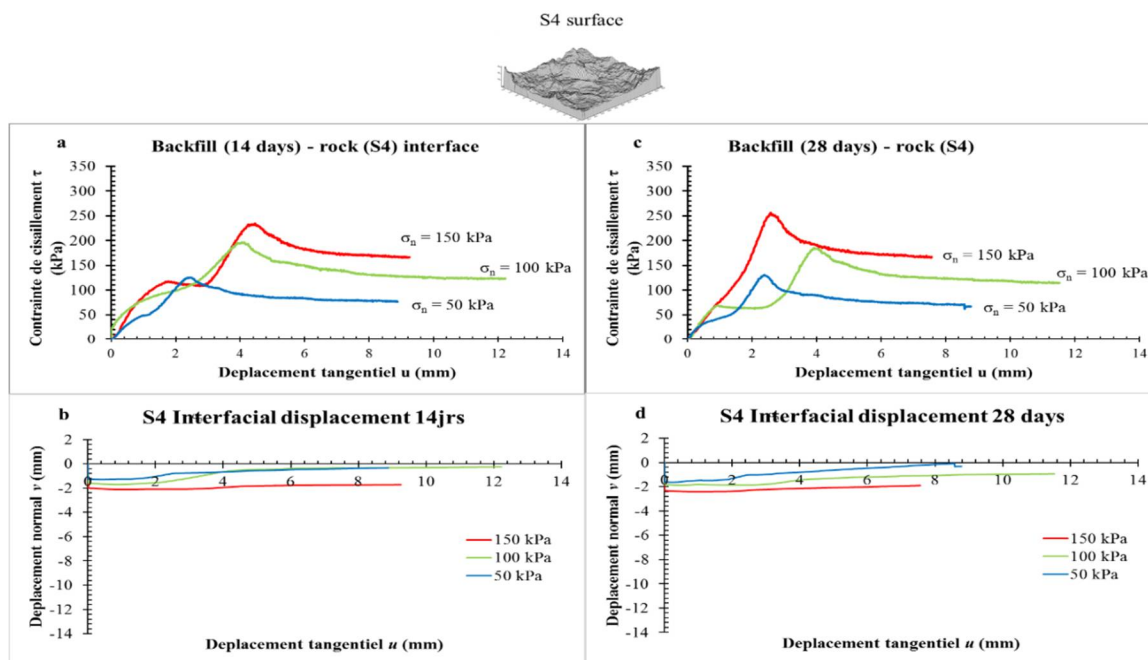 S4 surface
a
Backfill (14 days) - rock (S4) interface
Contrainte de cisaillement τ
(kPa)
350
300
250
200
150
100
50
0
σn = 150 kPa
σn = 100 kPa
σn = 50 kPa
0 2 4 6 8 10 12 14
Deplacement tangentiel u (mm)
c
Backfill (28 days) - rock (S4)
Contrainte de cisaillement τ
(kPa)
350
300
250
200
150
100
50
0
σn = 150 kPa
σn = 100 kPa
σn = 50 kPa
0 2 4 6 8 10 12 14
Deplacement tangentiel u (mm)
b
S4 Interfacial displacement 14jrs
Deplacement normal v (mm)
2
0
-2
-4
-6
-8
-10
-12
-14
0 2 4 6 8 10 12 14
150 kPa
100 kPa
50 kPa
Deplacement tangentiel u (mm)
d
S4 Interfacial displacement 28 days
Deplacement normal v (mm)
2
0
-2
-4
-6
-8
-10
-12
-14
0 2 4 6 8 10 12 14
150 kPa
100 kPa
50 kPa
Deplacement tangentiel u (mm)